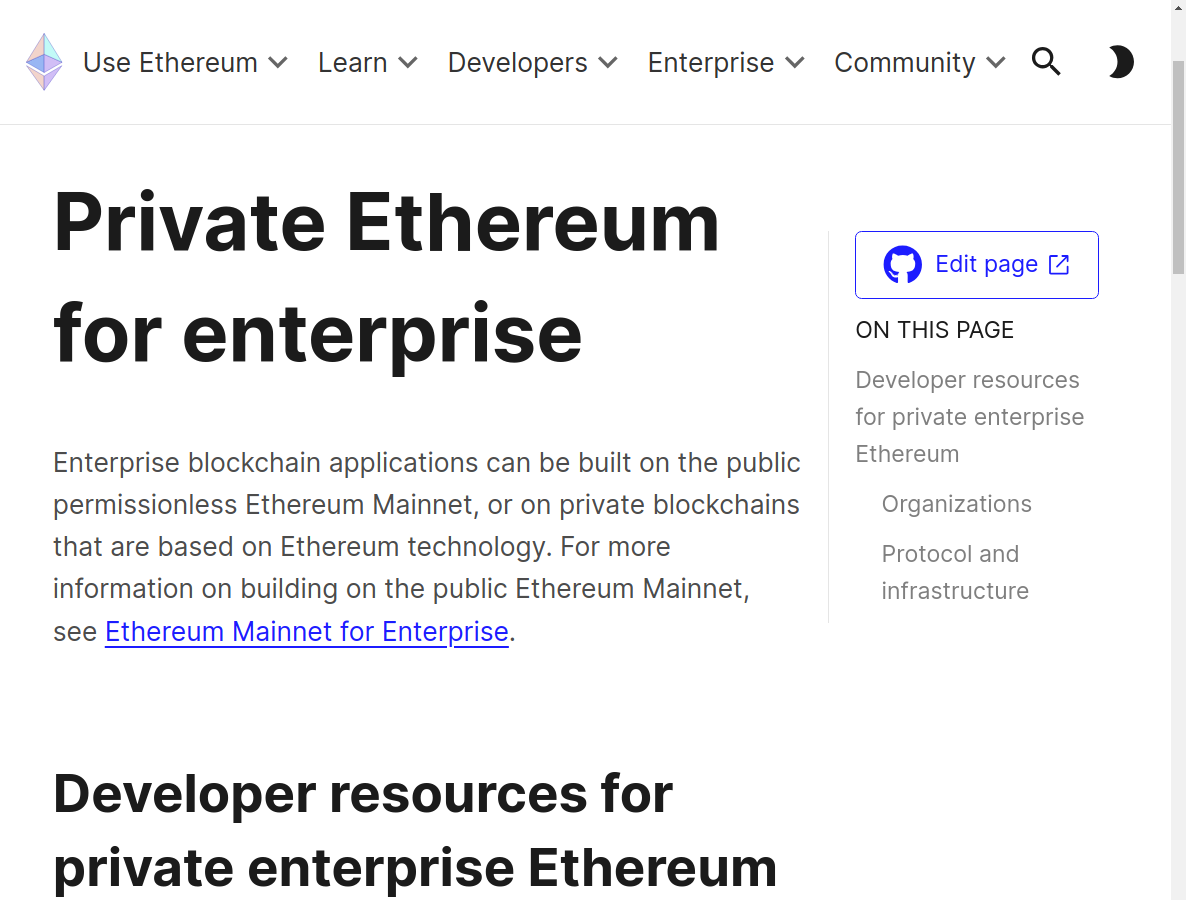 Use Ethereum Learn Developers Enterprise Community
Private Ethereum
for enterprise
Enterprise blockchain applications can be built on the public
permissionless Ethereum Mainnet, or on private blockchains
that are based on Ethereum technology. For more
information on building on the public Ethereum Mainnet,
see Ethereum Mainnet for Enterprise.
Edit page
ON THIS PAGE
Developer resources
for private enterprise
Ethereum
Organizations
Protocol and
infrastructure
Developer resources for
private enterprise Ethereum